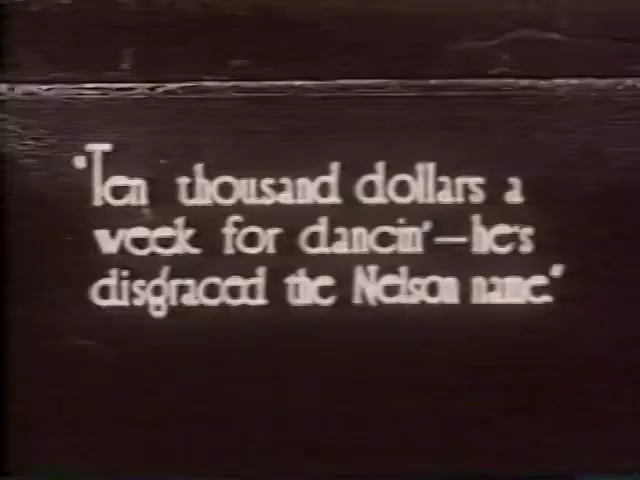 "Ten thousand dollars a
week for dancin'—he's
disgraced the Nelson name."